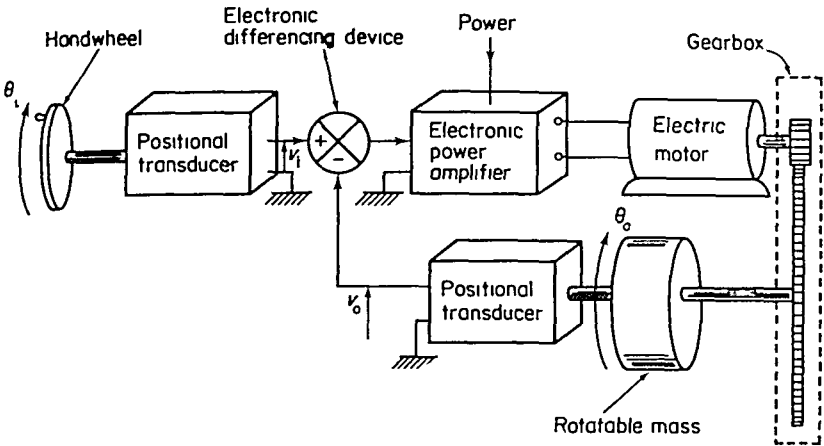 Electronic
differencing device
Power
Handwheel
Gearbox
θi
Positional
transducer
Vi
+
-
Electronic
power
amplifier
Electric
motor
θo
Positional
transducer
Vo
Rotatable mass